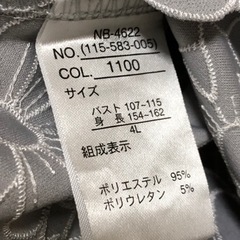 NB-4622
NO. (115-583-005)
COL. 1100
サイズ
バスト 107-115
身長 154-162
4L
組成表示
ポリエステル 95%
ポリウレタン 5%